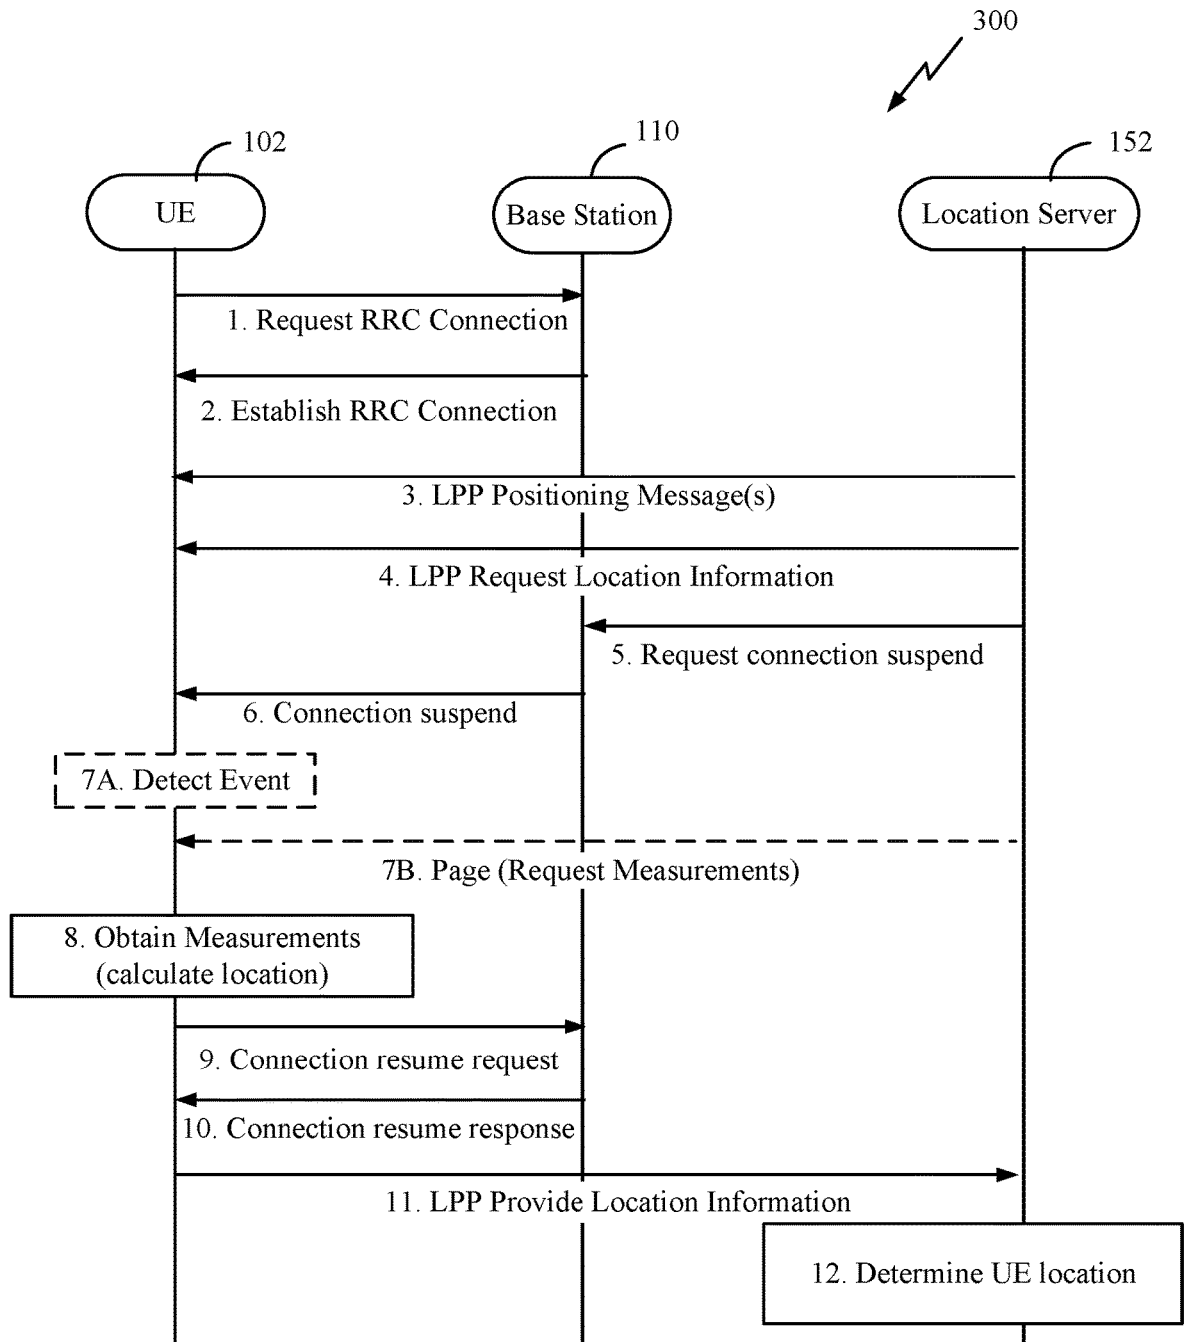 300
102
110
152
UE
Base Station
Location Server
1. Request RRC Connection
2. Establish RRC Connection
3. LPP Positioning Message(s)
4. LPP Request Location Information
5. Request connection suspend
6. Connection suspend
7A. Detect Event
7B. Page (Request Measurements)
8. Obtain Measurements
(calculate location)
9. Connection resume request
10. Connection resume response
11. LPP Provide Location Information
12. Determine UE location